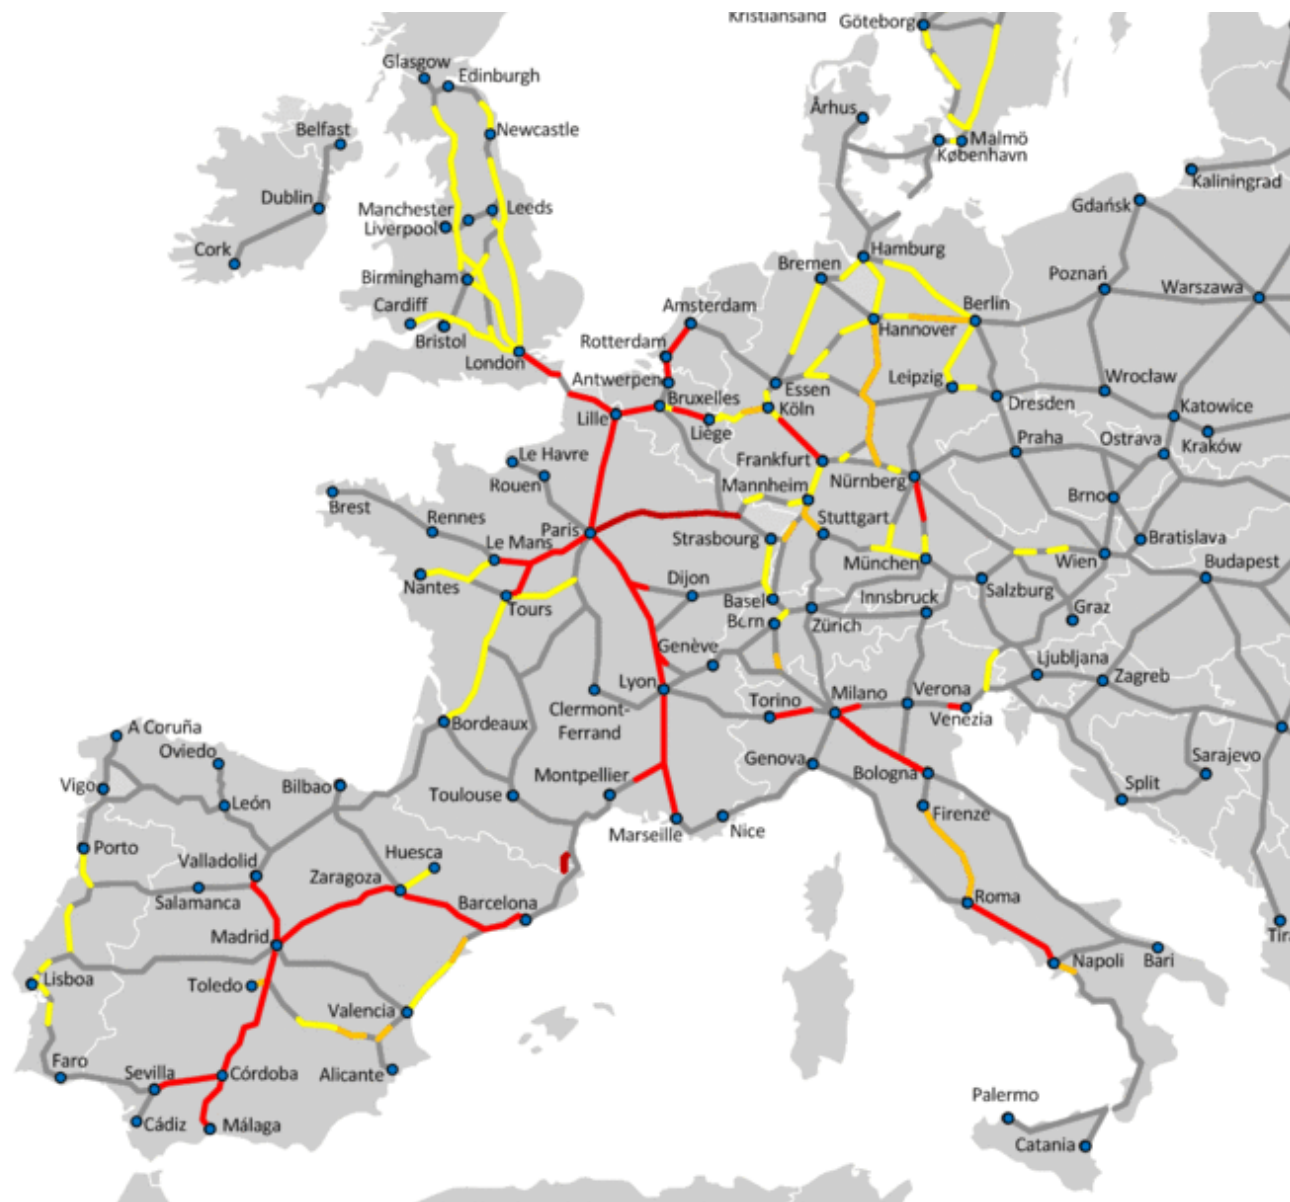 Kristiansand
Göteborg
Glasgow
Edinburgh
Århus
Belfast
Newcastle
Malmö
København
Kaliningrad
Dublin
Manchester
Leeds
Liverpool
Gdańsk
Cork
Hamburg
Birmingham
Bremen
Poznań
Warszawa
Cardiff
Amsterdam
Berlin
Bristol
Hannover
London
Rotterdam
Antwerpen
Essen
Leipzig
Wrocław
Bruxelles
Köln
Dresden
Lille
Liège
Katowice
Praha
Ostrava
Kraków
Le Havre
Frankfurt
Rouen
Mannheim
Nürnberg
Brno
Brest
Rennes
Paris
Stuttgart
Le Mans
Strasbourg
Bratislava
München
Wien
Budapest
Nantes
Dijon
Tours
Basel
Innsbruck
Salzburg
Graz
Bern
Zürich
Genève
Ljubljana
Lyon
Zagreb
Torino
Milano
Verona
Clermont-
Ferrand
Venezia
Bordeaux
A Coruña
Oviedo
Genova
Sarajevo
Vigo
Bilbao
Montpellier
Bologna
Split
León
Toulouse
Marseille
Nice
Firenze
Porto
Huesca
Valladolid
Zaragoza
Salamanca
Barcelona
Roma
Madrid
Tira
Lisboa
Toledo
Napoli
Bari
Valencia
Faro
Sevilla
Córdoba
Alicante
Cádiz
Málaga
Palermo
Catania